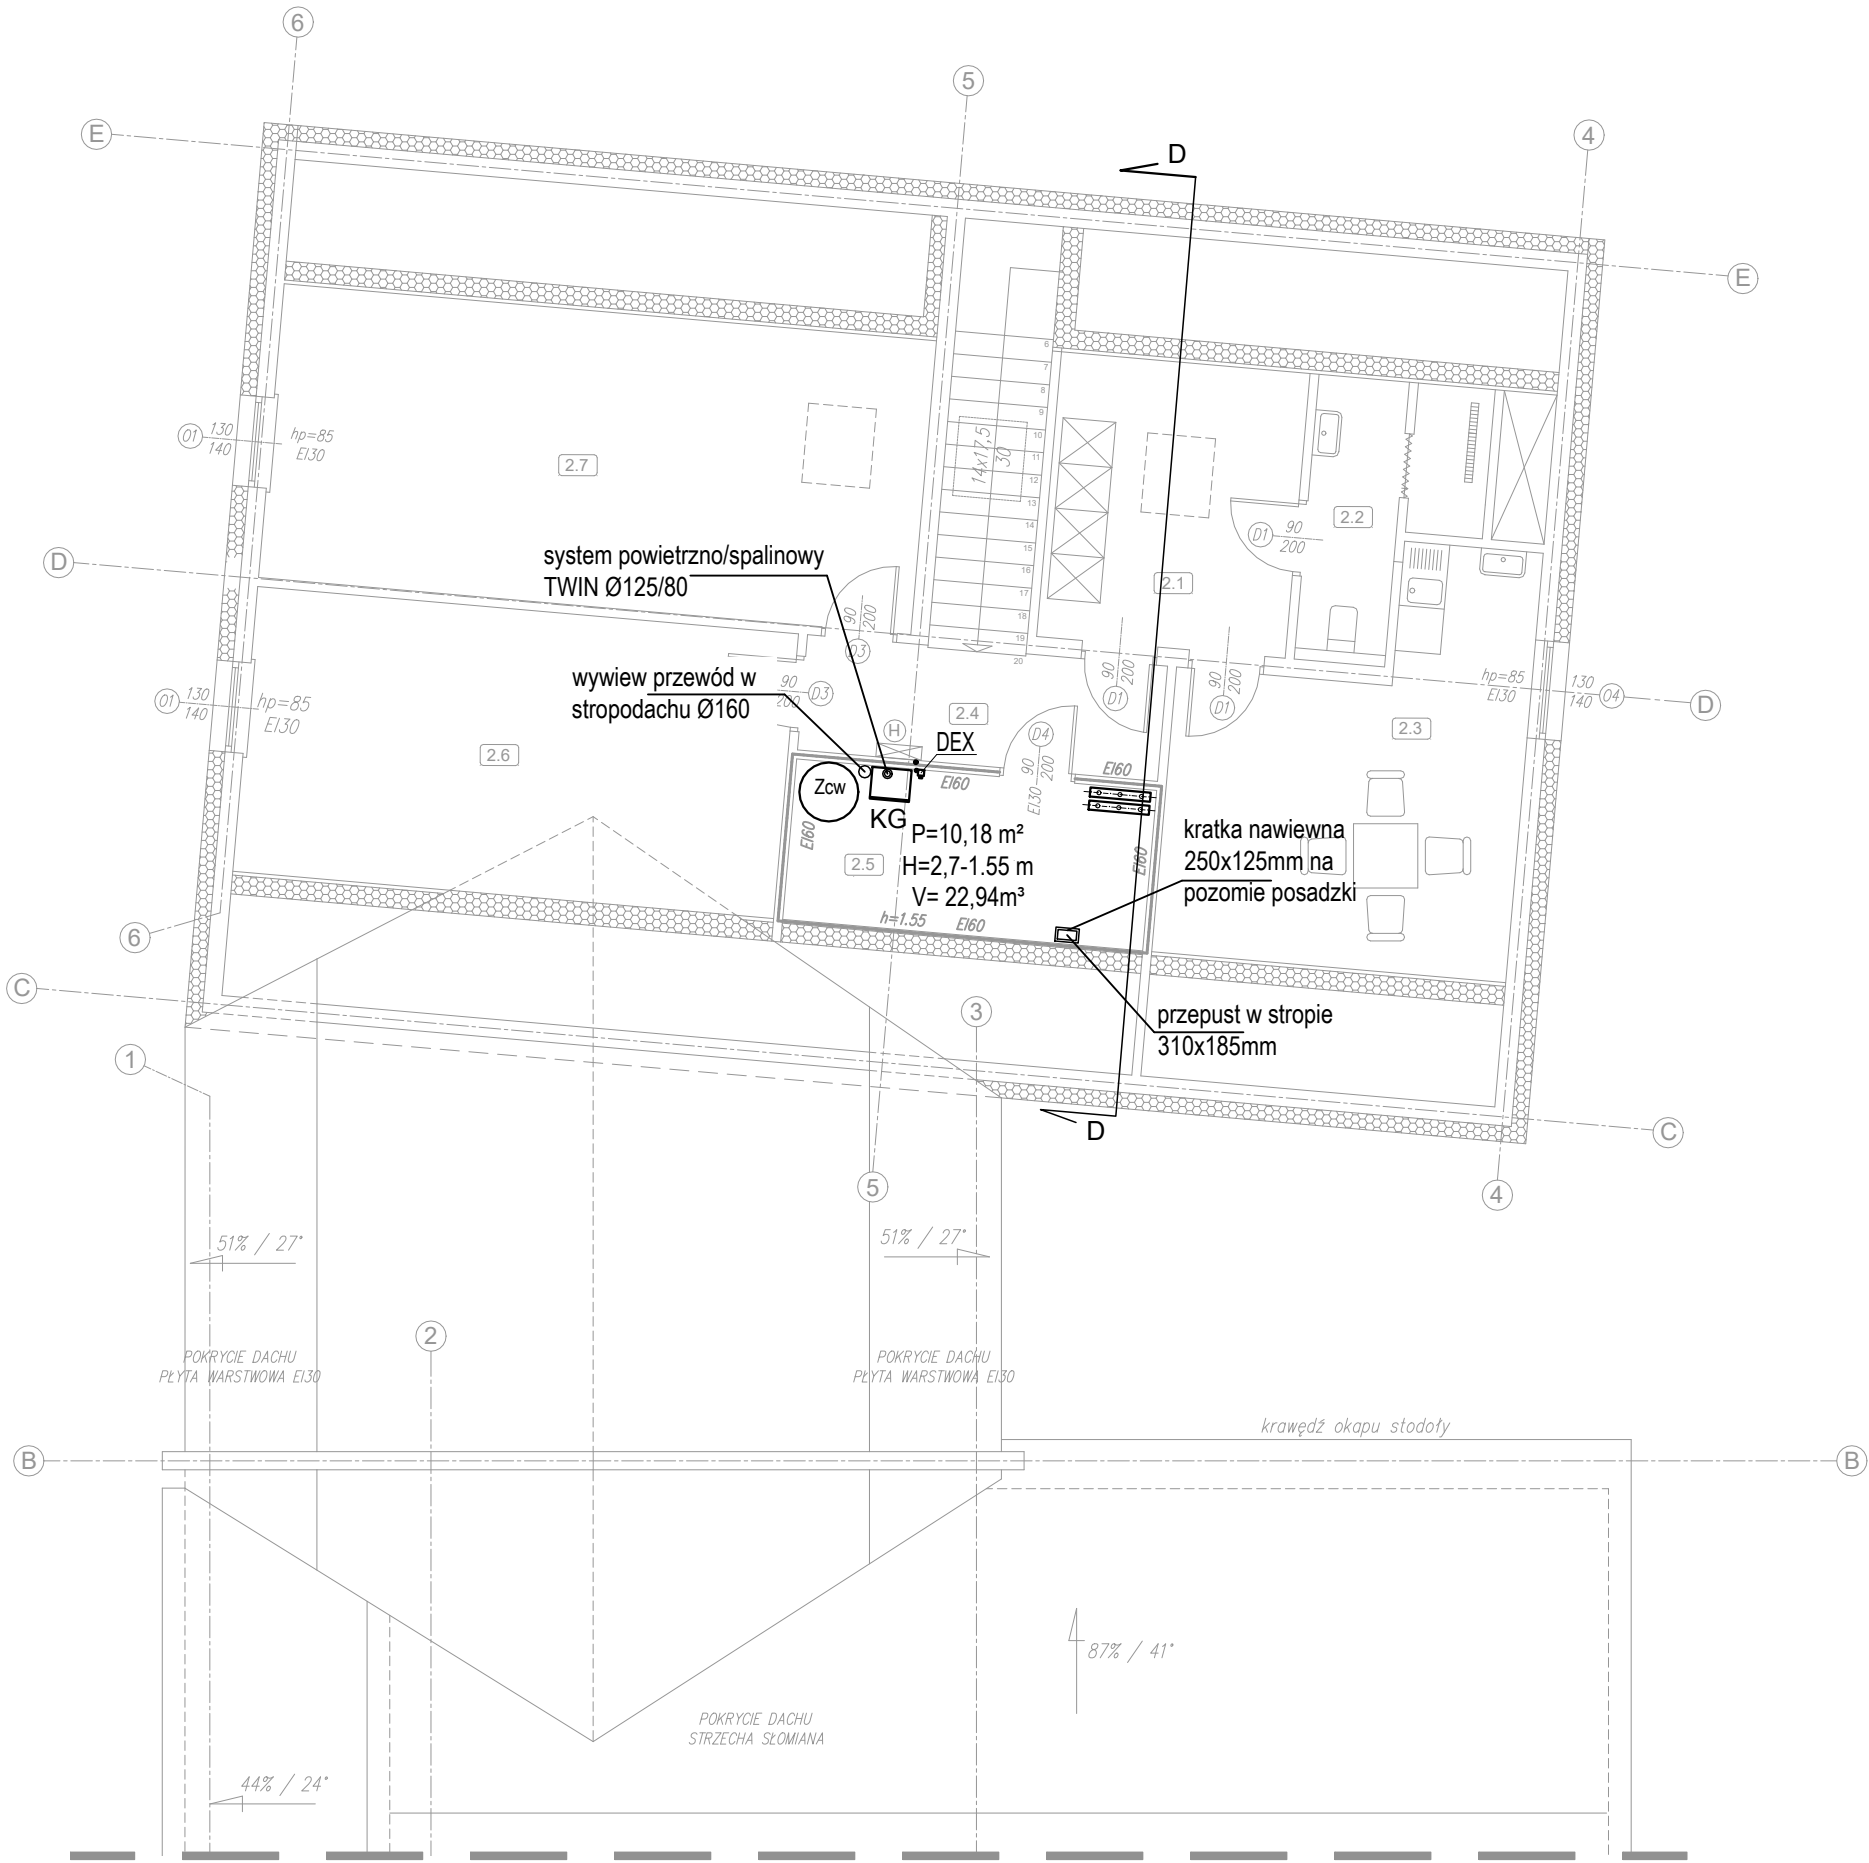 6
5
4
E
D
E
6
7
8
9
10
11
12
13
14
15
16
17
18
19
20
14x17,5
30
01
130
140
hp=85
EI30
2.7
2.2
D1
90
200
2.1
D
system powietrzno/spalinowy
TWIN Ø125/80
90
200
D3
wywiew przewód w
stropodachu Ø160
90
200
D3
01
130
140
hp=85
EI30
2.6
2.4
H
DEX
D4
90
200
EI30
90
200
D1
90
200
D1
hp=85
EI30
130
140
04
D
2.3
EI60
EI60
Zcw
KG
EI60
2.5
P=10,18 m²
H=2,7-1.55 m
V= 22,94m³
h=1.55
EI60
EI60
kratka nawiewna
250x125mm na
pozomie posadzki
6
C
przepust w stropie
310x185mm
3
1
D
C
5
4
51% / 27°
51% / 27°
2
POKRYCIE DACHU
PŁYTA WARSTWOWA EI30
POKRYCIE DACHU
PŁYTA WARSTWOWA EI30
krawędź okapu stodoły
B
B
87% / 41°
POKRYCIE DACHU
STRZECHA SŁOMIANA
44% / 24°